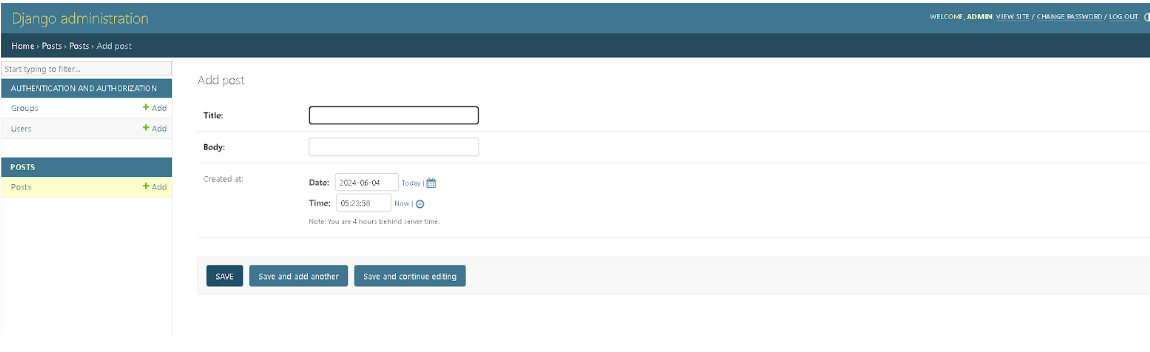 Django administration
WELCOME, ADMIN. VIEW SITE / CHANGE PASSWORD / LOG OUT
Home › Posts › Posts › Add post
Start typing to filter...
AUTHENTICATION AND AUTHORIZATION
Groups + Add
Users + Add
POSTS
Posts + Add
Add post
Title:
Body:
Created at:
Date: 2024-06-04 Today |
Time: 05:23:58 Now |
Note: You are 4 hours behind server time.
SAVE Save and add another Save and continue editing